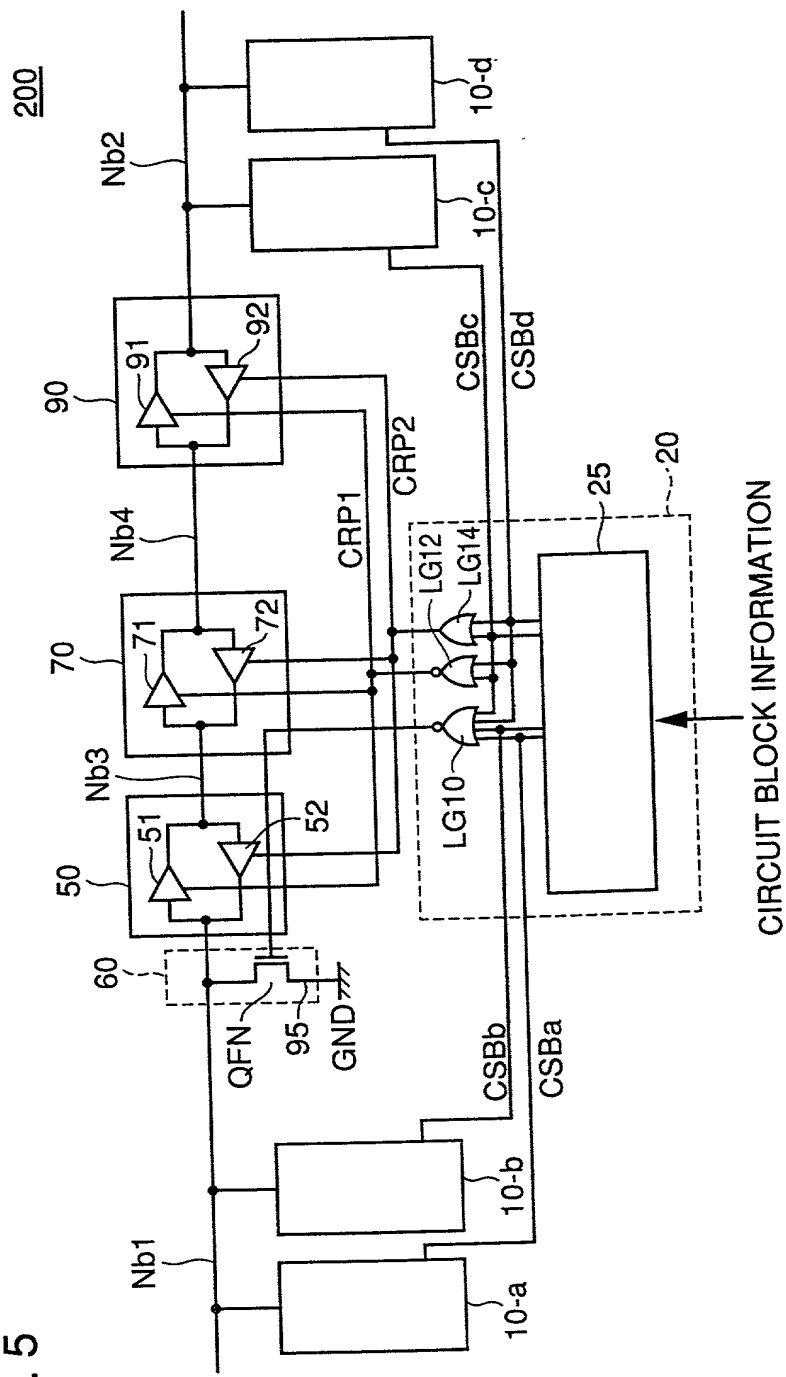 . 5
200
Nb1
Nb3
Nb4
Nb2
50
51
52
60
QFN
95
GND
70
71
72
90
91
92
CRP1
CRP2
10-a
10-b
10-c
10-d
CSBb
CSBa
CSBc
CSBd
LG10
LG12
LG14
20
25
CIRCUIT BLOCK INFORMATION